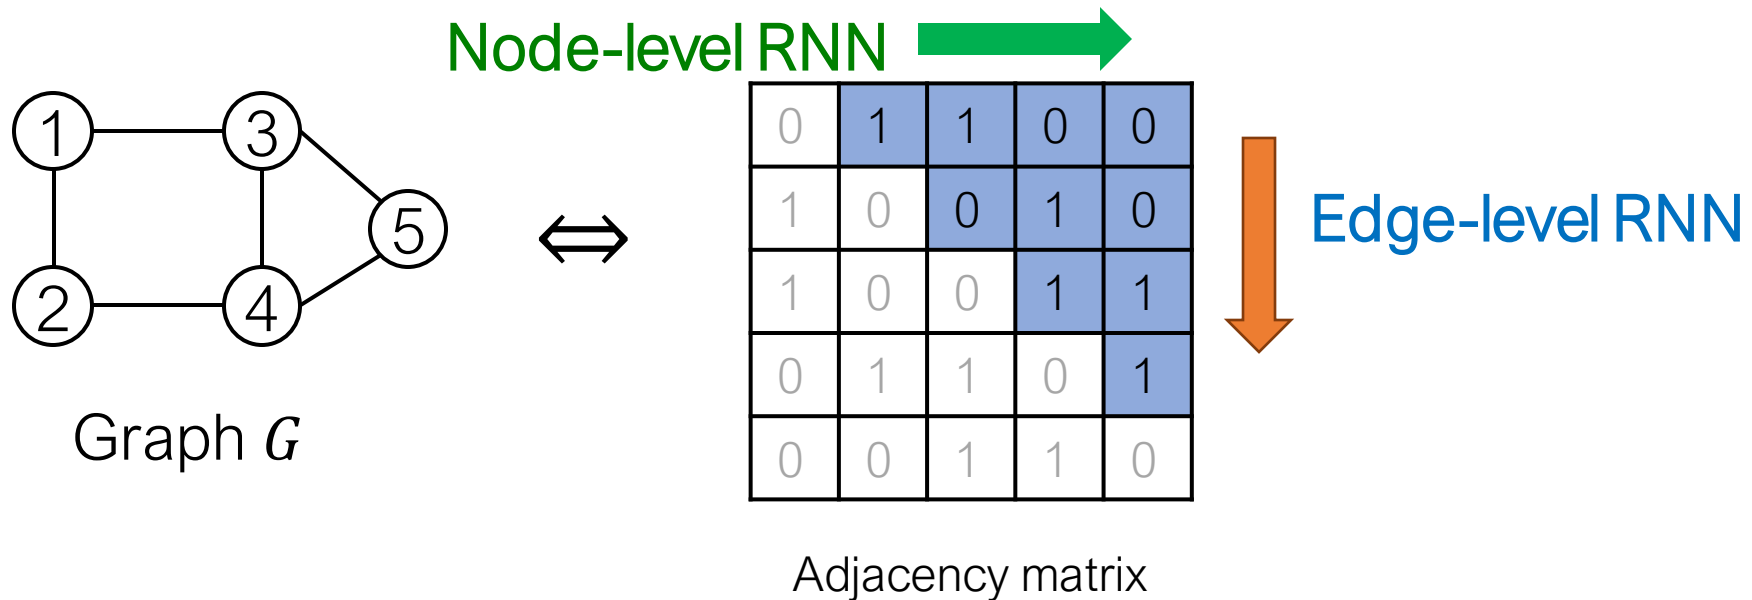 Node-level RNN
1 3
5
2 4
Graph G
⇔
0 1 1 0 0
1 0 0 1 0
1 0 0 1 1
0 1 1 0 1
0 0 1 1 0
Edge-level RNN
Adjacency matrix